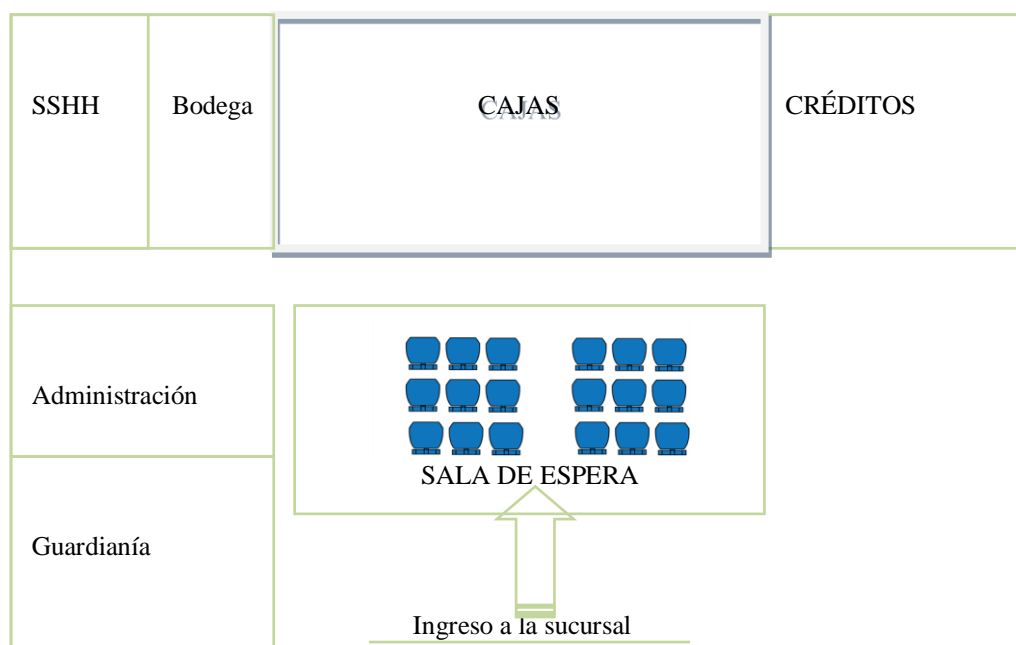 SSHH
Bodega
CAJAS
CRÉDITOS
Administración
SALA DE ESPERA
Guardianía
Ingreso a la sucursal